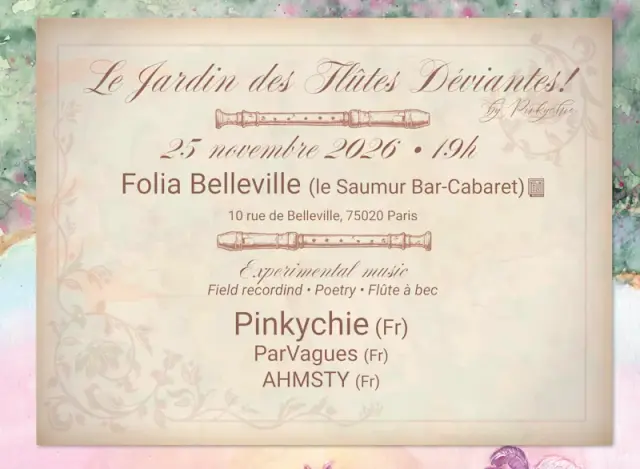 Le Jardin des Flûtes Déviantes!
by Pinkychie
25 novembre 2026 • 19h
Folia Belleville (le Saumur Bar-Cabaret)
10 rue de Belleville, 75020 Paris
Experimental music
Field recordind • Poetry • Flûte à bec
Pinkychie (Fr)
ParVagues (Fr)
AHMSTY (Fr)